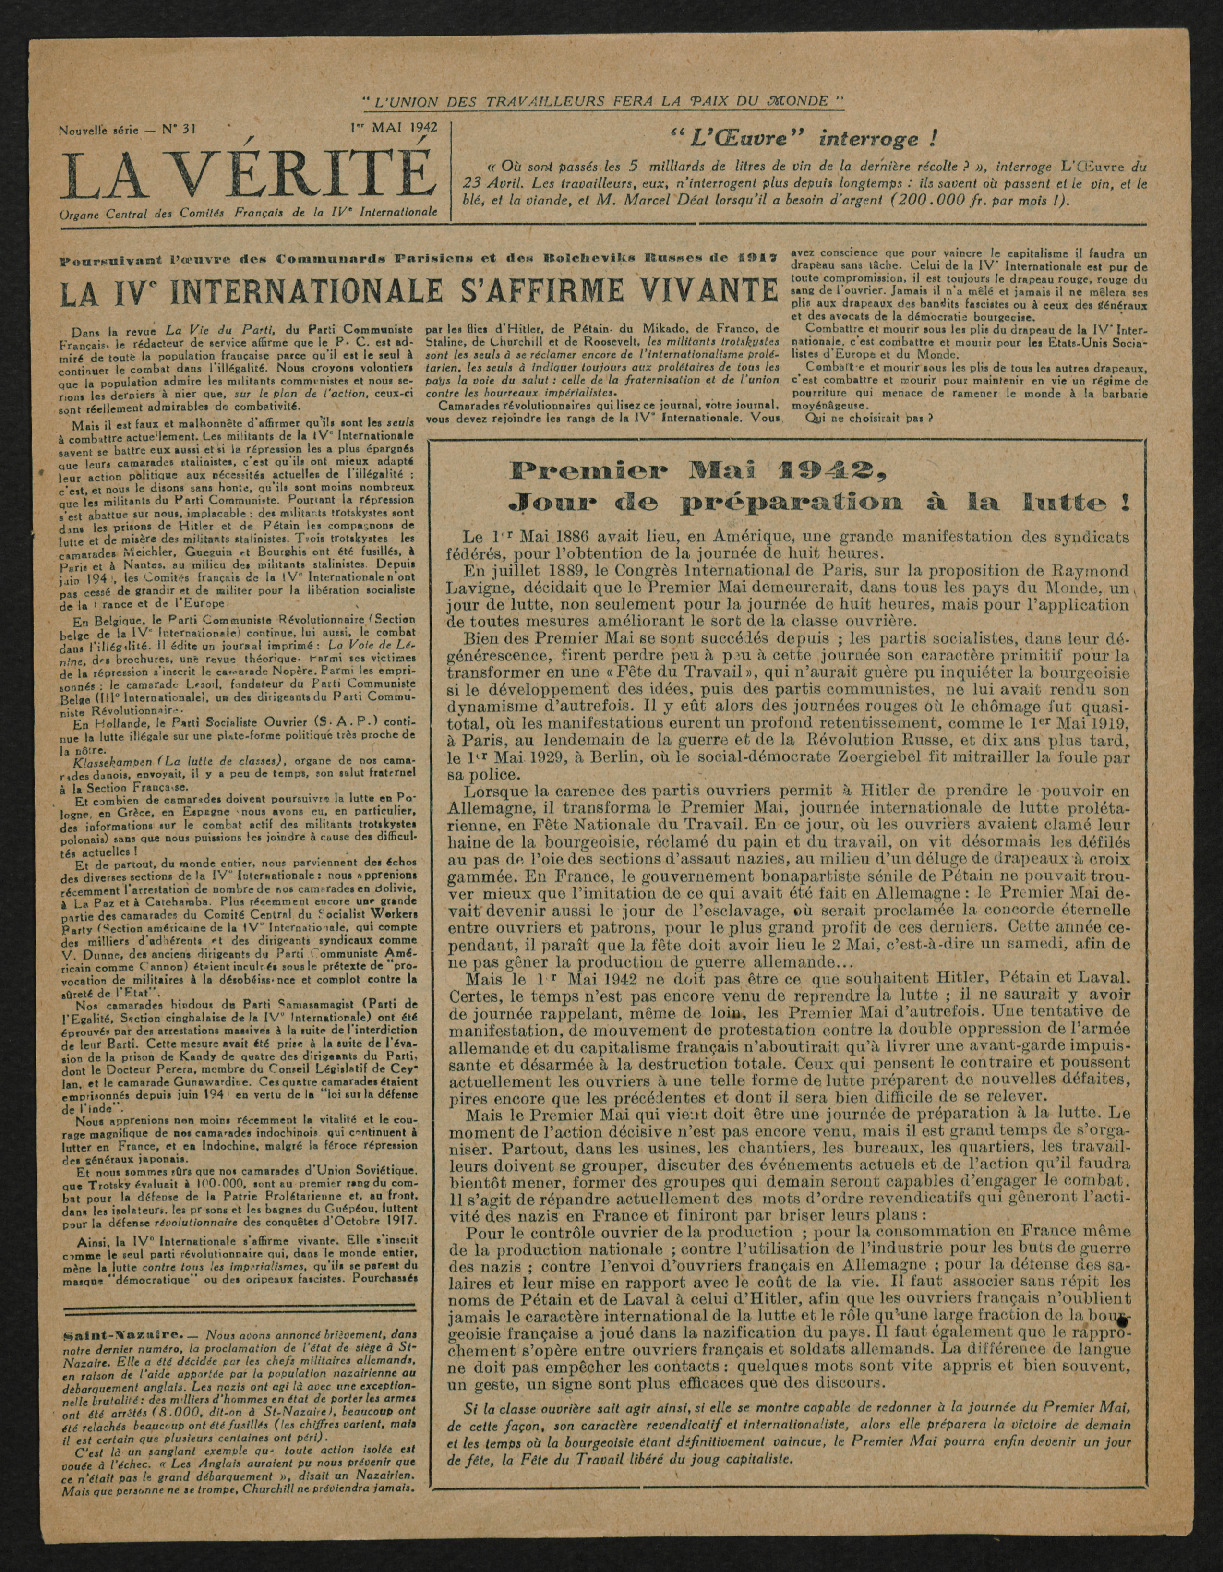 " L'UNION DES TRAVAILLEURS FERA LA PAIX DU MONDE "
Nouvelle série — N° 31 1er MAI 1942
LA VÉRITÉ
Organe Central des Comités Français de la IVe Internationale
" L'Œuvre " interroge !
« Où sont passés les 5 milliards de litres de vin de la dernière récolte ? », interroge L'Œuvre du
23 Avril. Les travailleurs, eux, n'interrogent plus depuis longtemps : ils savent où passent et le vin, et le
blé, et la viande, et M. Marcel Déat lorsqu'il a besoin d'argent (200.000 fr. par mois !).
Poursuivant l'œuvre des Communards Parisiens et des Bolcheviks Russes de 1917
LA IVe INTERNATIONALE S'AFFIRME VIVANTE
Dans la revue La Vie du Parti, du Parti Communiste
Français, le rédacteur de service affirme que le P. C. est ad-
miré de toute la population française parce qu'il est le seul à
continuer le combat dans l'illégalité. Nous croyons volontiers
que la population admire les militants communistes et nous se-
rions les derniers à nier que, sur le plan de l'action, ceux-ci
sont réellement admirables de combativité.
Mais il est faux et malhonnête d'affirmer qu'ils sont les seuls
à combattre actuellement. Les militants de la IVe Internationale
savent se battre eux aussi et si la répression les a plus épargnés
que leurs camarades stalinistes, c'est qu'ils ont mieux adapté
leur action politique aux nécessités actuelles de l'illégalité ;
c'est, et nous le disons sans honte, qu'ils sont moins nombreux
que les militants du Parti Communiste. Pourtant la répression
s'est abattue sur nous, implacable : des militants trotskystes sont
dans les prisons de Hitler et de Pétain les compagnons de
lutte et de misère des militants stalinistes. Trois trotskystes les
camarades Meichler, Gueguin et Bourghis ont été fusillés, à
Paris et à Nantes, au milieu des militants stalinistes. Depuis
juin 194 , les Comités français de la IVe Internationale n'ont
pas cessé de grandir et de militer pour la libération socialiste
de la France et de l'Europe
En Belgique, le Parti Communiste Révolutionnaire (Section
belge de la IVe Internationale) continue, lui aussi, le combat
dans l'illégalité. Il édite un journal imprimé : La Voie de Lé-
nine, des brochures, une revue théorique. Parmi ses victimes
de la répression s'inscrit le camarade Nopère. Parmi les empri-
sonnés ; le camarade Lesoil, fondateur du Parti Communiste
Belge (IIIe Internationale), un des dirigeants du Parti Commu-
niste Révolutionnaire.
En Hollande, le Parti Socialiste Ouvrier (S. A. P.) conti-
nue la lutte illégale sur une plate-forme politique très proche de
la nôtre.
Klassekampen (La lutte de classes), organe de nos cama-
rades danois, envoyait, il y a peu de temps, son salut fraternel
à la Section Française.
Et combien de camarades doivent poursuivre la lutte en Po-
logne, en Grèce, en Espagne (nous avons eu, en particulier,
des informations sur le combat actif des militants trotskystes
polonais) sans que nous puissions les joindre à cause des difficul-
tés actuelles !
Et de partout, du monde entier, nous parviennent des échos
des diverses sections de la IVe Internationale : nous apprenions
récemment l'arrestation de nombre de nos camarades en Bolivie,
à La Paz et à Catchamba. Plus récemment encore une grande
partie des camarades du Comité Central du Socialist Workers
Party (Section américaine de la IVe Internationale, qui compte
des milliers d'adhérents et des dirigeants syndicaux comme
V. Dunne, des anciens dirigeants du Parti Communiste Amé-
ricain comme Cannon) étaient inculpés sous le prétexte de "pro-
vocation de militaires à la désobéissance et complot contre la
sûreté de l'Etat".
Nos camarades hindous du Parti Samasamagist (Parti de
l'Egalité, Section cinghalaise de la IVe Internationale) ont été
éprouvés par des arrestations massives à la suite de l'interdiction
de leur Parti. Cette mesure avait été prise à la suite de l'éva-
sion de la prison de Kandy de quatre des dirigeants du Parti,
dont le Docteur Perera, membre du Conseil Législatif de Cey-
lan, et le camarade Gunawardine. Ces quatre camarades étaient
emprisonnés depuis juin 194 en vertu de la "loi sur la défense
de l'inde".
Nous apprenions non moins récemment la vitalité et le cou-
rage magnifique de nos camarades indochinois qui continuent à
lutter en France, et en Indochine, malgré la féroce répression
des généraux japonais.
Et nous sommes sûrs que nos camarades d'Union Soviétique,
que Trotsky évaluait à 100.000, sont au premier rang du com-
bat pour la défense de la Patrie Prolétarienne et, au front,
dans les isolateurs, les prisons et les bagnes du Guépéou, luttent
pour la défense révolutionnaire des conquêtes d'Octobre 1917.
Ainsi, la IVe Internationale s'affirme vivante. Elle s'inscrit
comme le seul parti révolutionnaire qui, dans le monde entier,
mène la lutte contre tous les impérialismes, qu'ils se parent du
masque "démocratique" ou des oripeaux fascistes. Pourchassés
par les flics d'Hitler, de Pétain, du Mikado, de Franco, de
Staline, de Churchill et de Roosevelt, les militants trotskystes
sont les seuls à se réclamer encore de l'internationalisme prolé-
tarien, les seuls à indiquer toujours aux prolétaires de tous les
pays la voie du salut : celle de la fraternisation et de l'union
contre les bourreaux impérialistes.
Camarades révolutionnaires qui lisez ce journal, votre journal,
vous devez rejoindre les rangs de la IVe Internationale. Vous
avez conscience que pour vaincre le capitalisme il faudra un
drapeau sans tâche. Celui de la IVe Internationale est pur de
toute compromission, il est toujours le drapeau rouge, rouge du
sang de l'ouvrier. Jamais il n'a mêlé et jamais il ne mêlera ses
plis aux drapeaux des bandits fascistes ou à ceux des généraux
et des avocats de la démocratie bourgeoise.
Combattre et mourir sous les plis du drapeau de la IVe Inter-
nationale, c'est combattre et mourir pour les Etats-Unis Socia-
listes d'Europe et du Monde.
Combattre et mourir sous les plis de tous les autres drapeaux,
c'est combattre et mourir pour maintenir en vie un régime de
pourriture qui menace de ramener le monde à la barbarie
moyénâgeuse.
Qui ne choisirait pas ?
Saint-Nazaire. — Nous avons annoncé brièvement, dans
notre dernier numéro, la proclamation de l'état de siège à St-
Nazaire. Elle a été décidée par les chefs militaires allemands,
en raison de l'aide apportée par la population nazairienne au
débarquement anglais. Les nazis ont agi là avec une exception-
nelle brutalité : des milliers d'hommes en état de porter les armes
ont été arrêtés (8.000, dit-on à St-Nazaire), beaucoup ont
été relachés beaucoup ont été fusillés (les chiffres varient, mais
il est certain que plusieurs centaines ont péri).
C'est là un sanglant exemple que toute action isolée est
vouée à l'échec. « Les Anglais auraient pu nous prévenir que
ce n'était pas le grand débarquement », disait un Nazairien.
Mais que personne ne se trompe, Churchill ne préviendra jamais.
Premier Mai 1942,
Jour de préparation à la lutte !
Le 1er Mai 1886 avait lieu, en Amérique, une grande manifestation des syndicats
fédérés, pour l'obtention de la journée de huit heures.
En juillet 1889, le Congrès International de Paris, sur la proposition de Raymond
Lavigne, décidait que le Premier Mai demeurerait, dans tous les pays du Monde, un
jour de lutte, non seulement pour la journée de huit heures, mais pour l'application
de toutes mesures améliorant le sort de la classe ouvrière.
Bien des Premier Mai se sont succédés depuis ; les partis socialistes, dans leur dé-
générescence, firent perdre peu à peu à cette journée son caractère primitif pour la
transformer en une « Fête du Travail », qui n'aurait guère pu inquiéter la bourgeoisie
si le développement des idées, puis des partis communistes, ne lui avait rendu son
dynamisme d'autrefois. Il y eût alors des journées rouges où le chômage fut quasi-
total, où les manifestations eurent un profond retentissement, comme le 1er Mai 1919,
à Paris, au lendemain de la guerre et de la Révolution Russe, et dix ans plus tard,
le 1er Mai 1929, à Berlin, où le social-démocrate Zoergiebel fit mitrailler la foule par
sa police.
Lorsque la carence des partis ouvriers permit à Hitler de prendre le pouvoir en
Allemagne, il transforma le Premier Mai, journée internationale de lutte proléta-
rienne, en Fête Nationale du Travail. En ce jour, où les ouvriers avaient clamé leur
haine de la bourgeoisie, réclamé du pain et du travail, on vit désormais les défilés
au pas de l'oie des sections d'assaut nazies, au milieu d'un déluge de drapeaux à croix
gammée. En France, le gouvernement bonapartiste sénile de Pétain ne pouvait trou-
ver mieux que l'imitation de ce qui avait été fait en Allemagne : le Premier Mai de-
vait devenir aussi le jour de l'esclavage, où serait proclamée la concorde éternelle
entre ouvriers et patrons, pour le plus grand profit de ces derniers. Cette année ce-
pendant, il paraît que la fête doit avoir lieu le 2 Mai, c'est-à-dire un samedi, afin de
ne pas gêner la production de guerre allemande...
Mais le 1er Mai 1942 ne doit pas être ce que souhaitent Hitler, Pétain et Laval.
Certes, le temps n'est pas encore venu de reprendre la lutte ; il ne saurait y avoir
de journée rappelant, même de loin, les Premier Mai d'autrefois. Une tentative de
manifestation, de mouvement de protestation contre la double oppression de l'armée
allemande et du capitalisme français n'aboutirait qu'à livrer une avant-garde impuis-
sante et désarmée à la destruction totale. Ceux qui pensent le contraire et poussent
actuellement les ouvriers à une telle forme de lutte préparent de nouvelles défaites,
pires encore que les précédentes et dont il sera bien difficile de se relever.
Mais le Premier Mai qui vient doit être une journée de préparation à la lutte. Le
moment de l'action décisive n'est pas encore venu, mais il est grand temps de s'orga-
niser. Partout, dans les usines, les chantiers, les bureaux, les quartiers, les travail-
leurs doivent se grouper, discuter des événements actuels et de l'action qu'il faudra
bientôt mener, former des groupes qui demain seront capables d'engager le combat.
Il s'agit de répandre actuellement des mots d'ordre revendicatifs qui gêneront l'acti-
vité des nazis en France et finiront par briser leurs plans :
Pour le contrôle ouvrier de la production ; pour la consommation en France même
de la production nationale ; contre l'utilisation de l'industrie pour les buts de guerre
des nazis ; contre l'envoi d'ouvriers français en Allemagne ; pour la défense des sa-
laires et leur mise en rapport avec le coût de la vie. Il faut associer sans répit les
noms de Pétain et de Laval à celui d'Hitler, afin que les ouvriers français n'oublient
jamais le caractère international de la lutte et le rôle qu'une large fraction de la bour-
geoisie française a joué dans la nazification du pays. Il faut également que le rappro-
chement s'opère entre ouvriers français et soldats allemands. La différence de langue
ne doit pas empêcher les contacts : quelques mots sont vite appris et bien souvent,
un geste, un signe sont plus efficaces que des discours.
Si la classe ouvrière sait agir ainsi, si elle se montre capable de redonner à la journée du Premier Mai,
de cette façon, son caractère revendicatif et internationaliste, alors elle préparera la victoire de demain
et les temps où la bourgeoisie étant définitivement vaincue, le Premier Mai pourra enfin devenir un jour
de fête, la Fête du Travail libéré du joug capitaliste.